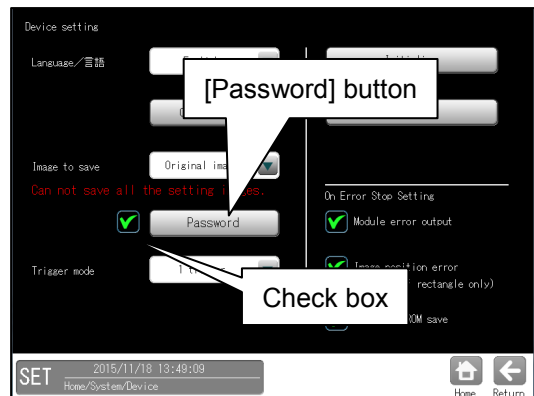 Device setting
Language／言語
[Password] button
Image to save
Original
Can not save all the setting
Password
On Error Stop Setting
Module error output
Trigger mode
Image position error
rectangle only)
Check box
save
SET
2015/11/18 13:49:09
Home/System/Device
Home
Return